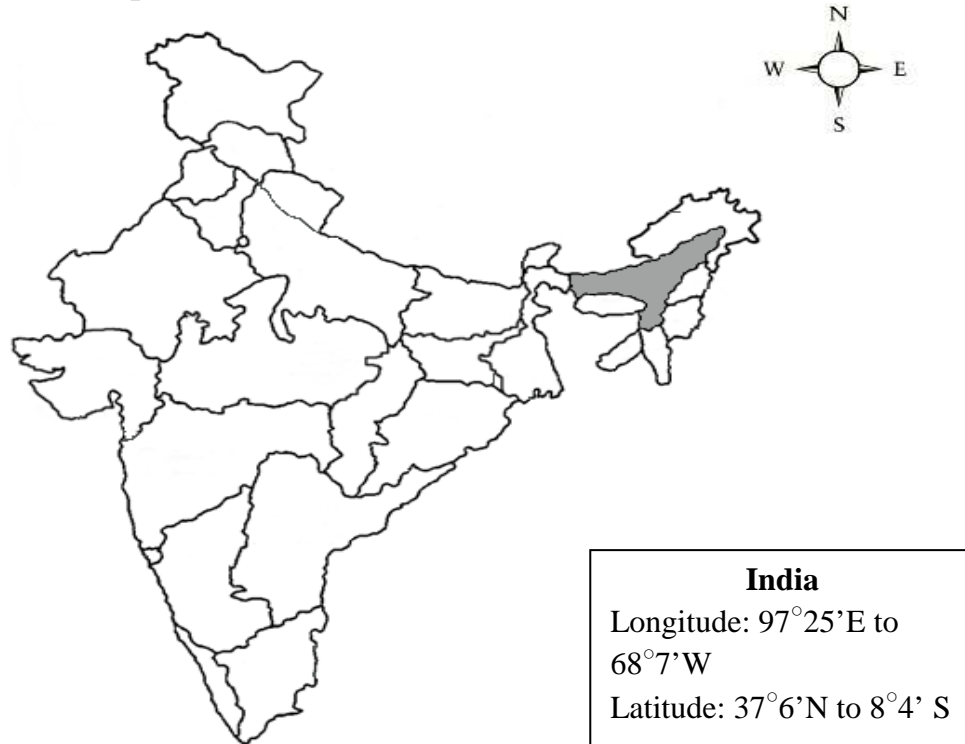 N
W E
S
India
Longitude: 97°25’E to
68°7’W
Latitude: 37°6’N to 8°4’ S